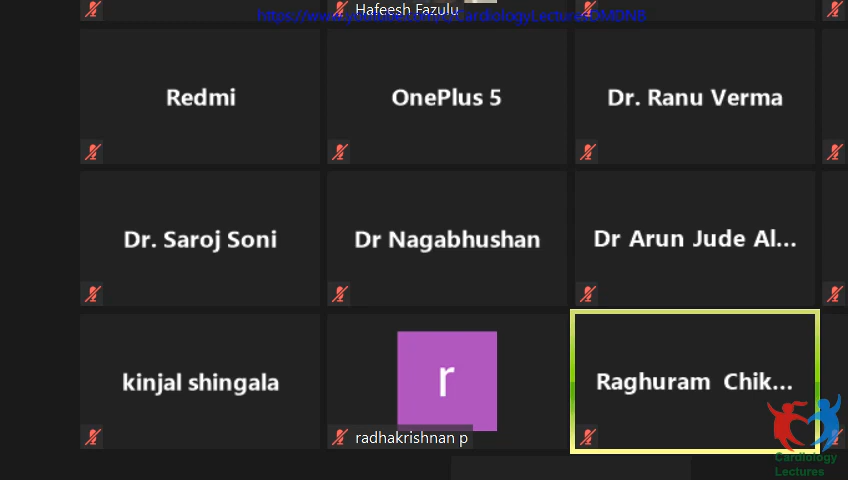 Hafeesh Fazulu
Redmi
OnePlus 5
Dr. Ranu Verma
Dr. Saroj Soni
Dr Nagabhushan
Dr Arun Jude Al...
kinjal shingala
r
radhakrishnan p
Raghuram Chik...
Cardiology
Lectures